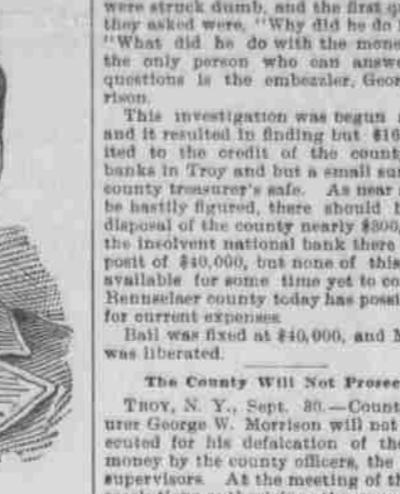 were struck dumb, and the first qu
they asked were, "Why did he do
"What did he do with the mone
the only person who can answe
questions is the embezzler, Geor
rison.
This investigation was begun
and it resulted in finding but $16
ited to the credit of the count
banks in Troy and but a small su
county treasurer's safe. As near
be hastily figured, there should b
disposal of the county nearly $300,
the insolvent national bank there
posit of $40,000, but none of this
available for some time yet to co
Rennselaer county today has possi
for current expenses.
Bail was fixed at $40,000, and M
was liberated.
The County Will Not Prosec
TROY, N. Y., Sept. 30.—Count
urer George W. Morrison will not
ecuted for his defalcation of the
money by the county officers, the
supervisors. At the meeting of th